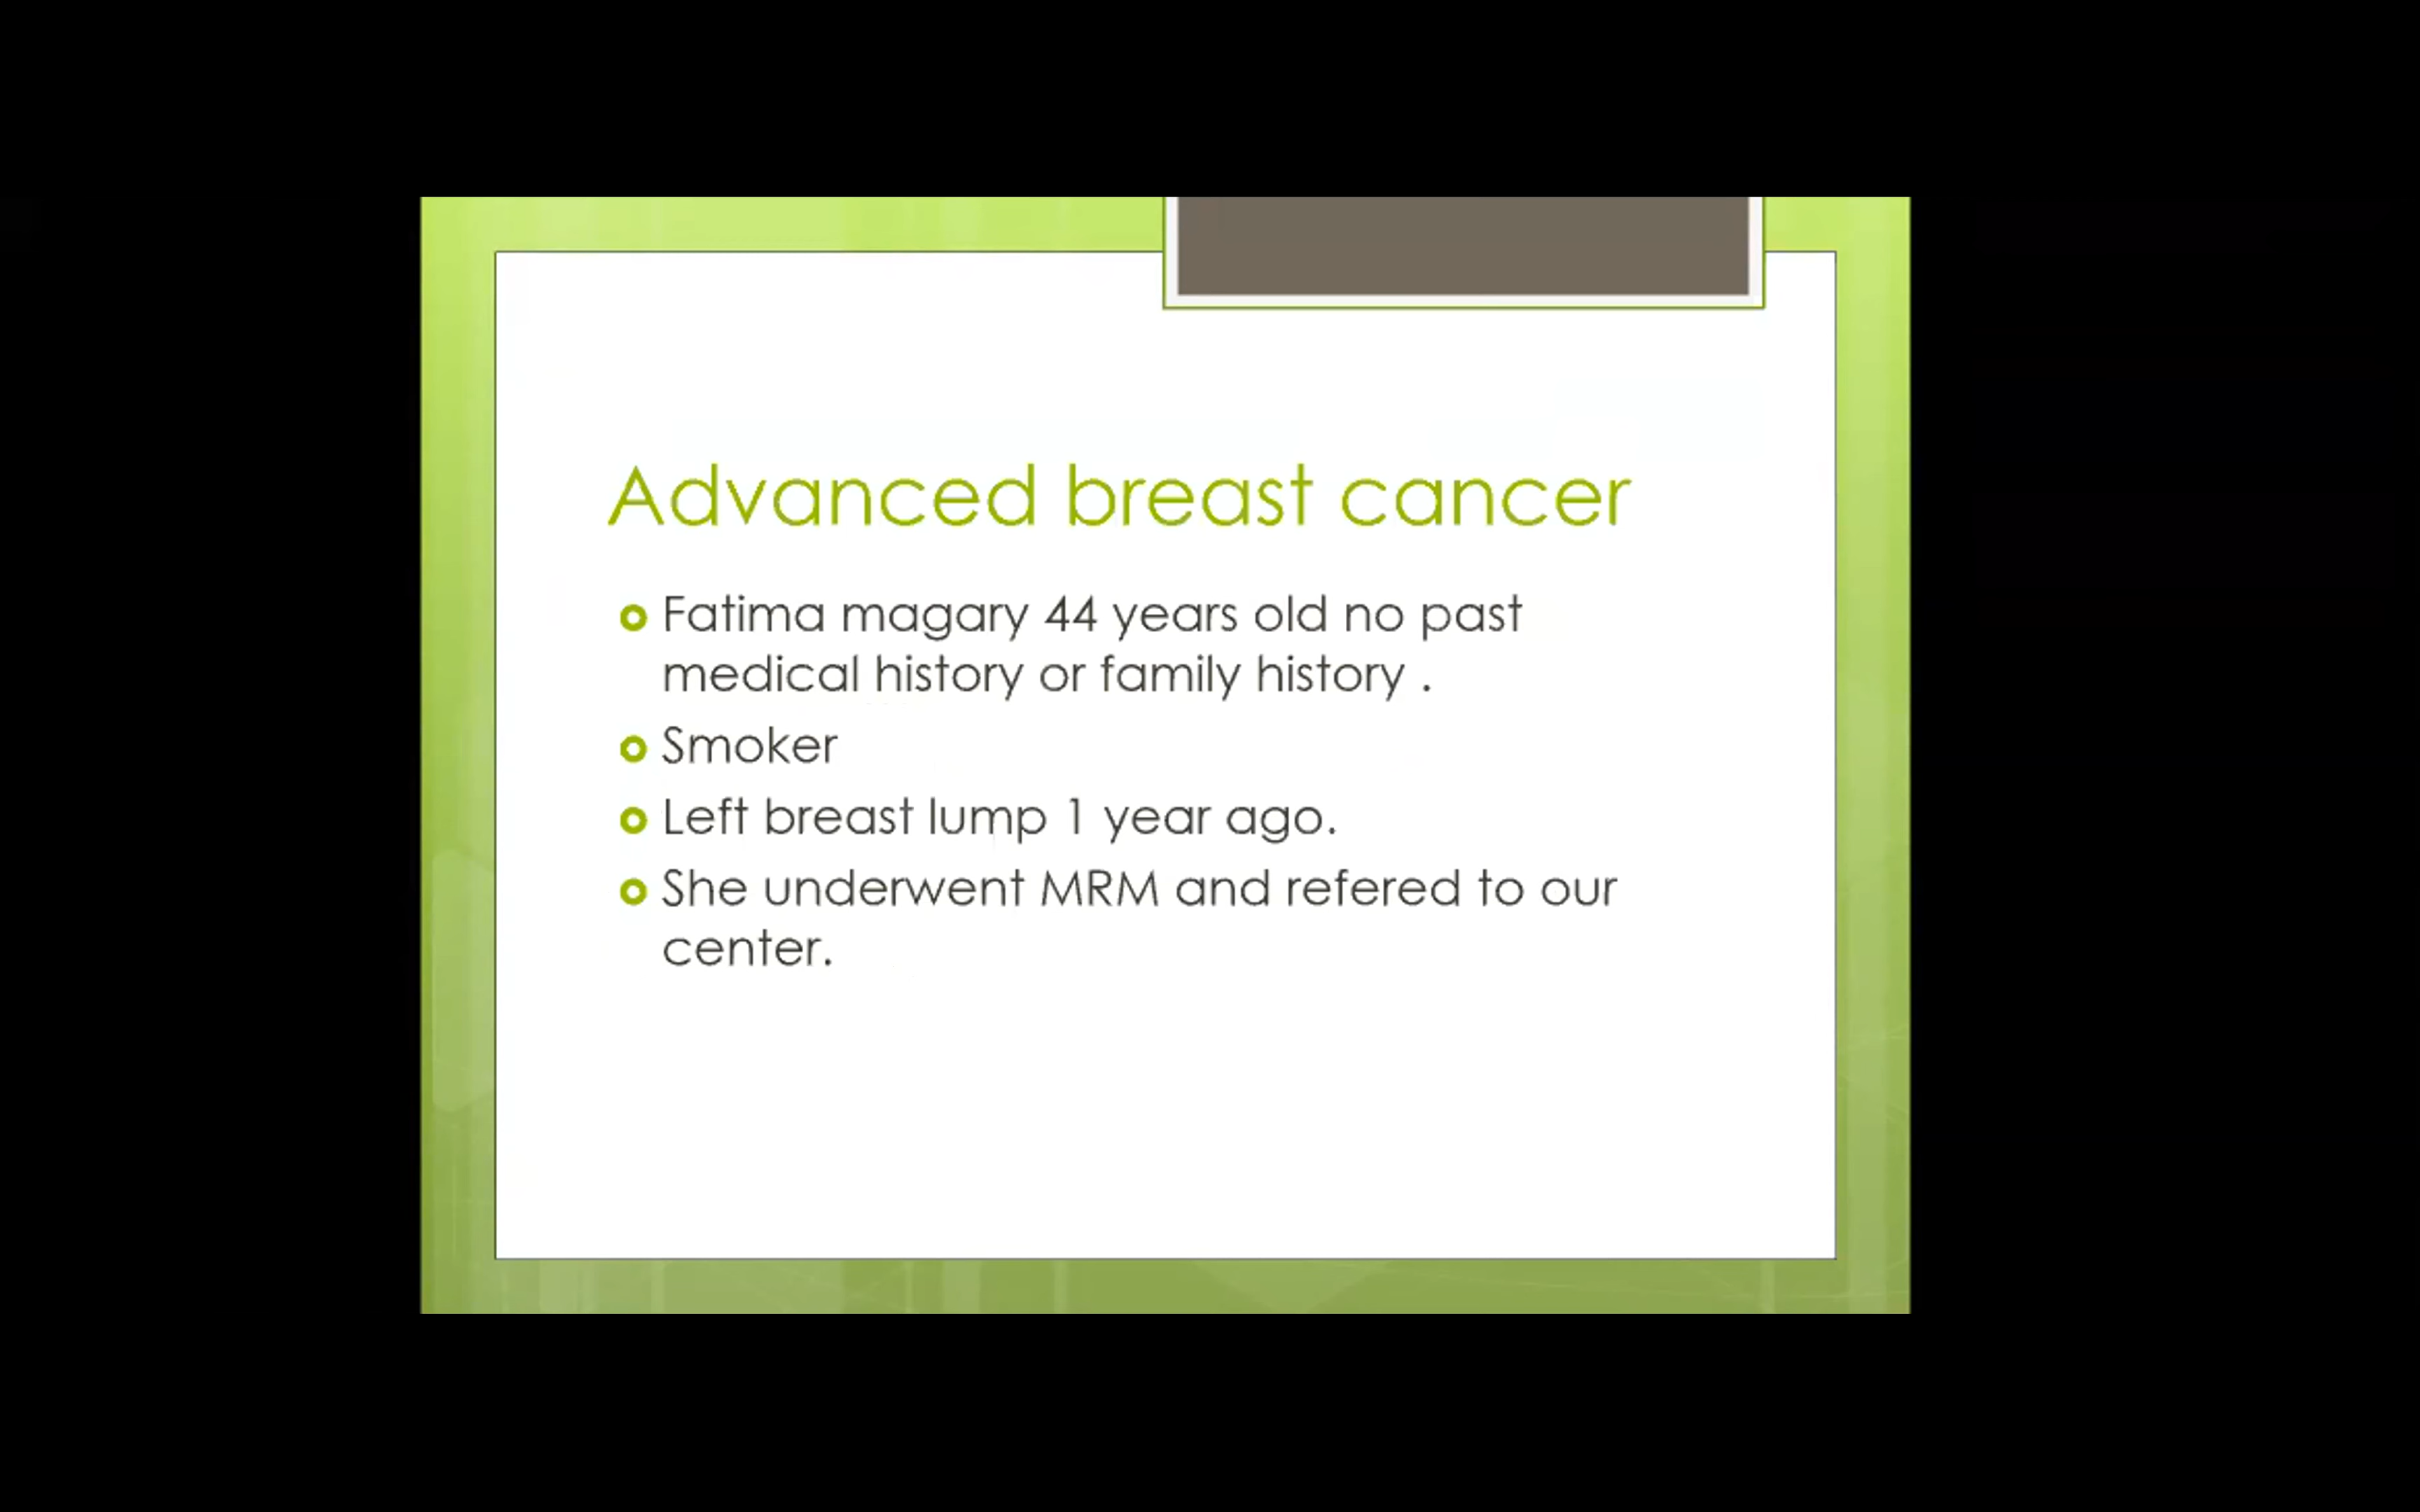 Advanced breast cancer
Fatima magary 44 years old no past
medical history or family history .
Smoker
Left breast lump 1 year ago.
She underwent MRM and refered to our
center.